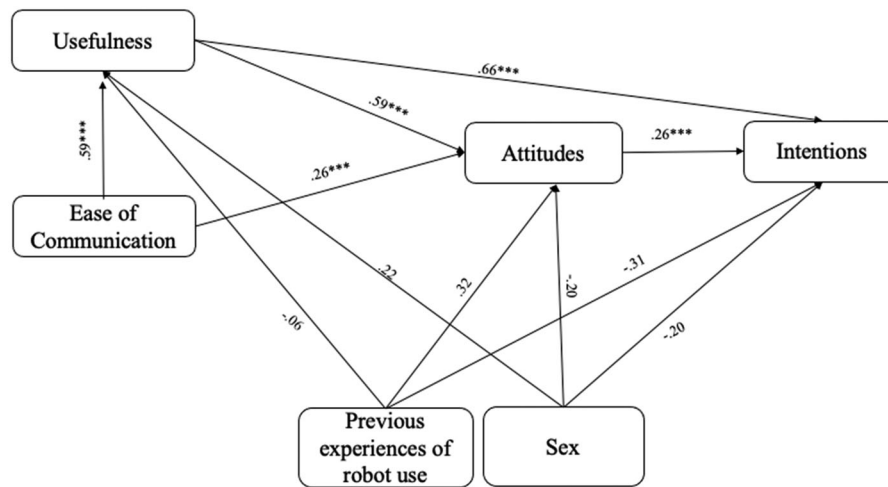 Usefulness
.66***
.59***
.59***
Attitudes
.26***
Intentions
.26***
Ease of
Communication
.22
.32
-.20
-.31
-.06
-.20
Previous
experiences of
robot use
Sex